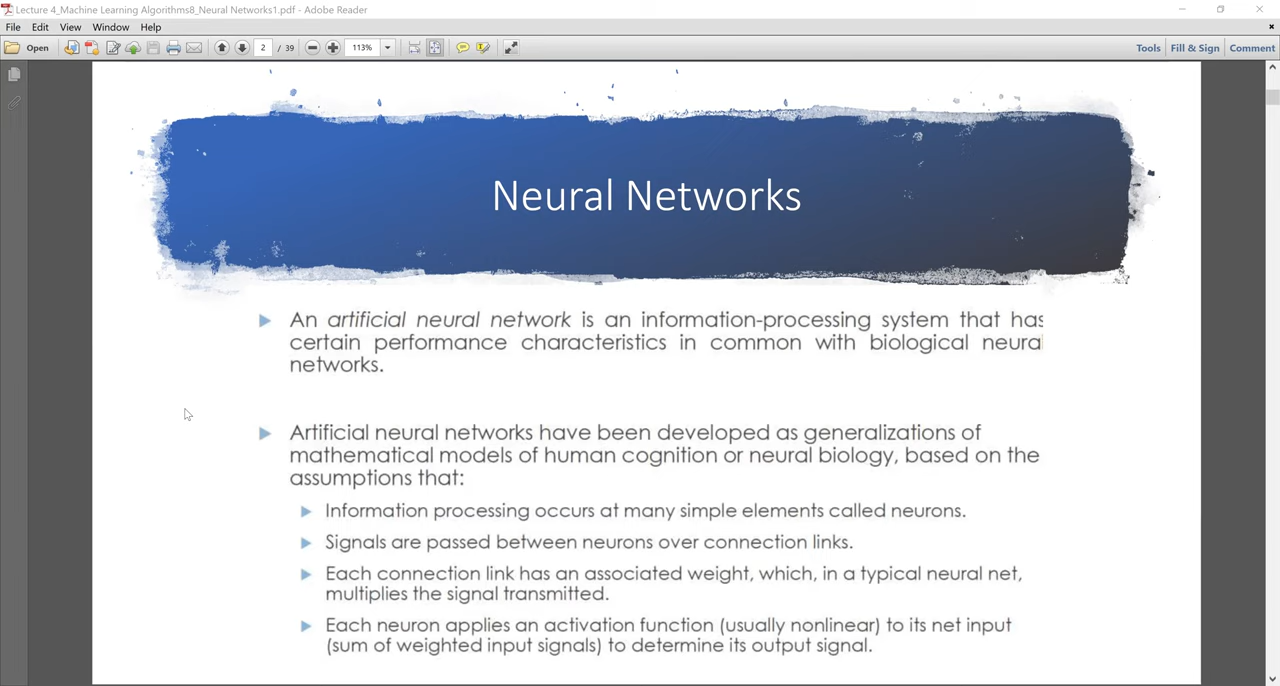 Lecture 4_Machine Learning Algorithms8_Neural Networks1.pdf - Adobe Reader
File Edit View Window Help
Open 2 / 39 113% Tools Fill & Sign Comment
Neural Networks
An artificial neural network is an information-processing system that has
certain performance characteristics in common with biological neural
networks.
Artificial neural networks have been developed as generalizations of
mathematical models of human cognition or neural biology, based on the
assumptions that:
Information processing occurs at many simple elements called neurons.
Signals are passed between neurons over connection links.
Each connection link has an associated weight, which, in a typical neural net,
multiplies the signal transmitted.
Each neuron applies an activation function (usually nonlinear) to its net input
(sum of weighted input signals) to determine its output signal.